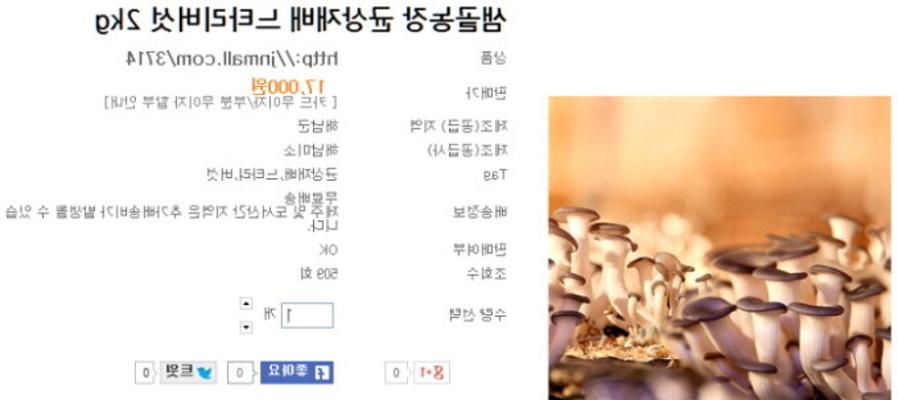 샘골농장 균상재배 느타리버섯 2kg
상품 http://jnmall.com/3714
판매가 17,000원
[ 카드 무이자/부분 무이자 할부 안내]
제조(공급) 지역 해남군
제조(공급사) 해남미소
Tag 균상재배,느타리,버섯
무료배송
배송정보 제주 및 도서산간 지역은 추가배송비가 발생될 수 있습
니다.
판매여부 OK
조회수 509 회
수량선택 1 개
g+1 0 좋아요 0 트윗 0